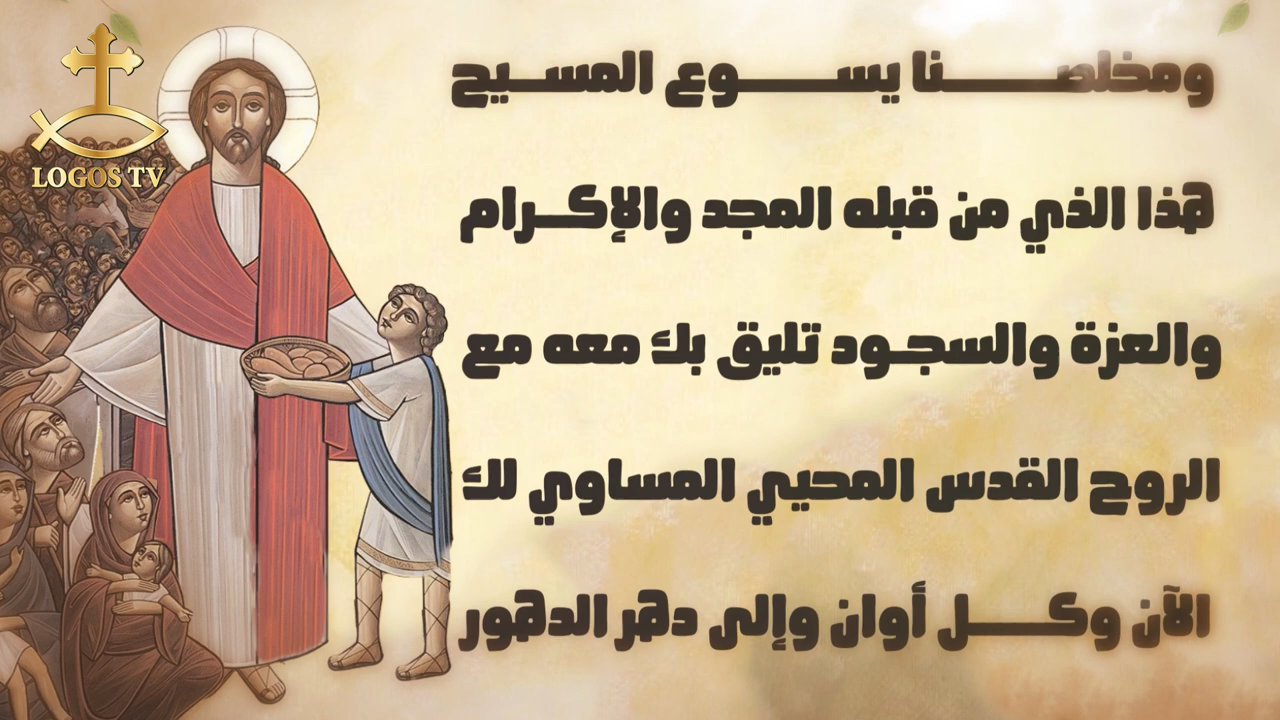 LOGOS TV
ومخلصنا يسوع المسيح
هذا الذي من قبله المجد والإكرام
والعزة والسجود تليق بك معه مع
الروح القدس المحيي المساوي لك
الآن وكل أوان وإلى دهر الدهور